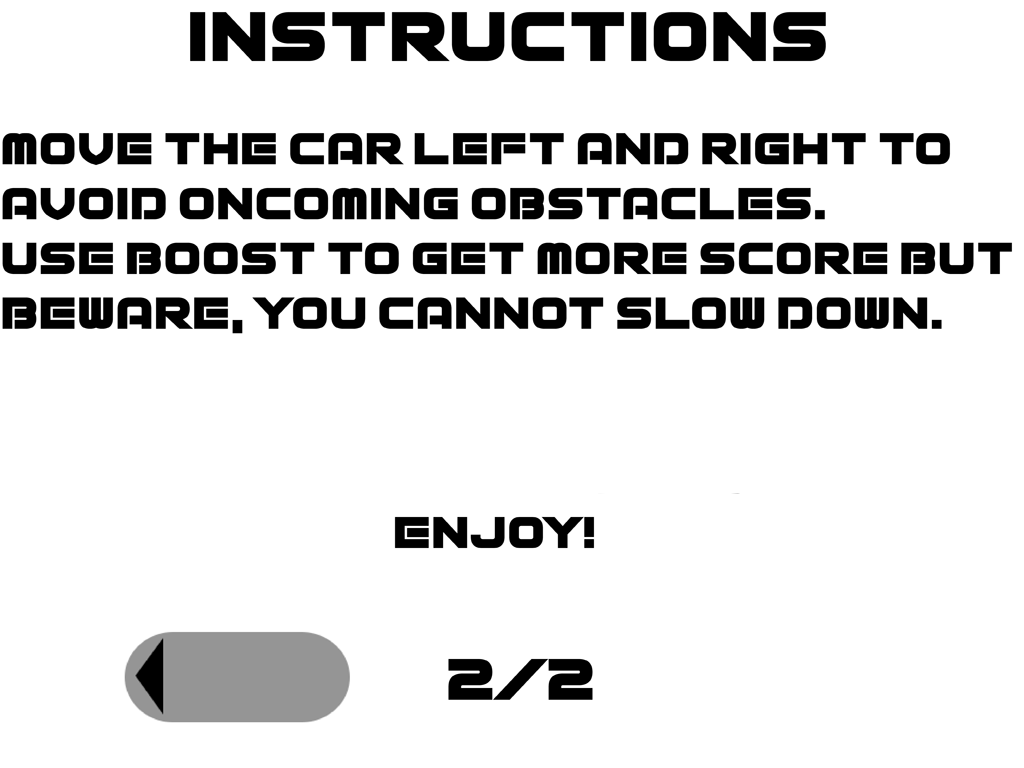 INSTRUCTIONS
MOVE THE CAR LEFT AND RIGHT TO
AVOID ONCOMING OBSTACLES.
USE BOOST TO GET MORE SCORE BUT
BEWARE, YOU CANNOT SLOW DOWN.
ENJOY!
2/2